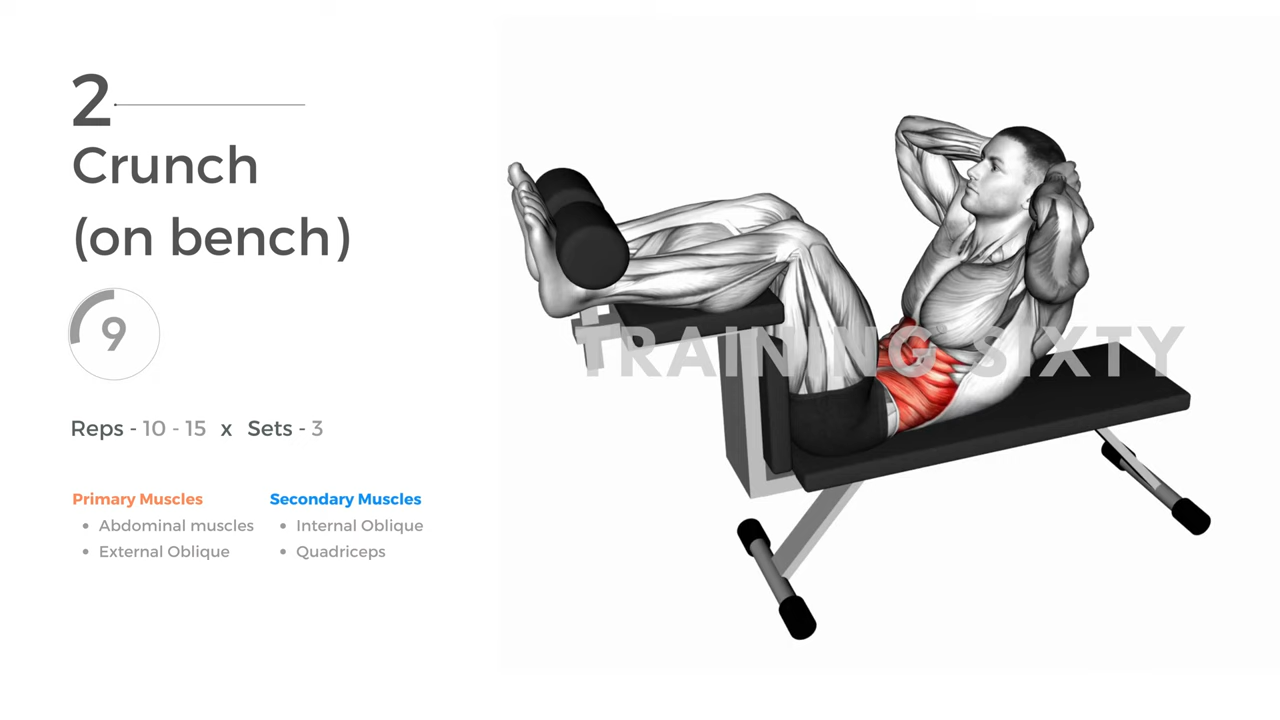 2
Crunch
(on bench)
9
Reps - 10 - 15 x Sets - 3
Primary Muscles Secondary Muscles
• Abdominal muscles • Internal Oblique
• External Oblique • Quadriceps
TRAINING SIXTY